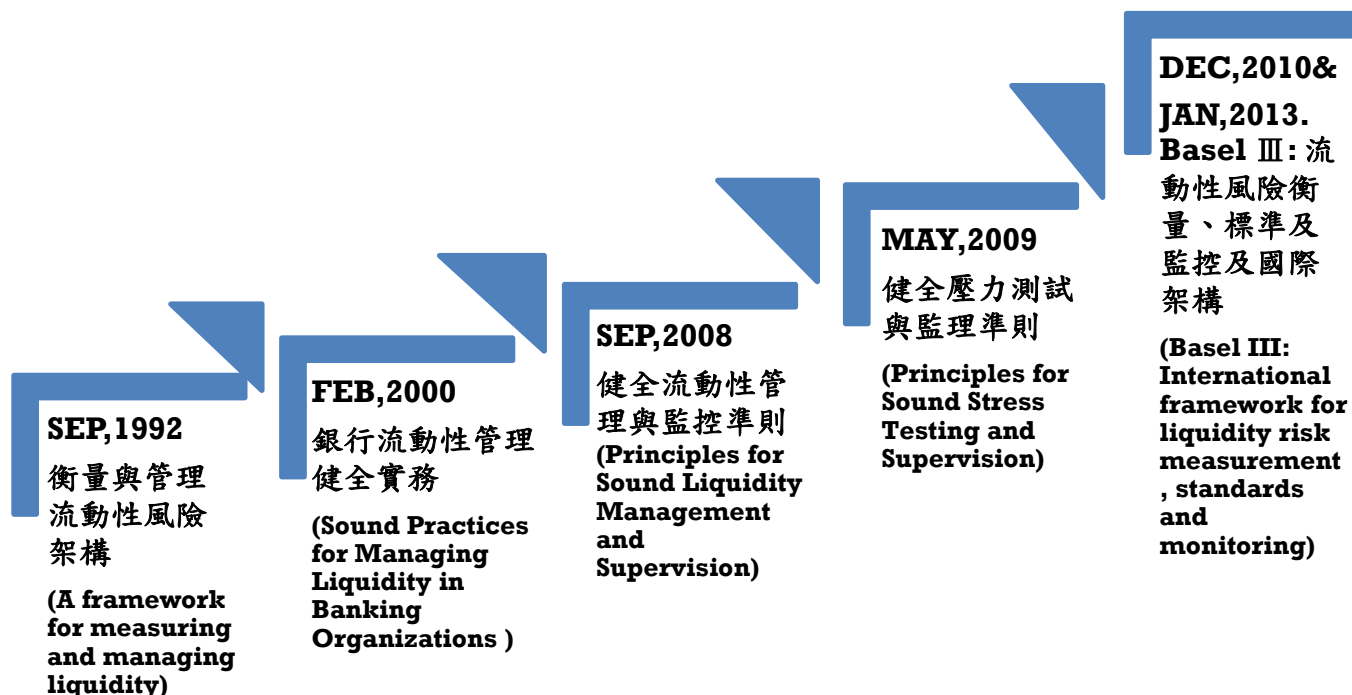 SEP,1992
衡量與管理
流動性風險
架構
(A framework
for measuring
and managing
liquidity)
FEB,2000
銀行流動性管理
健全實務
(Sound Practices
for Managing
Liquidity in
Banking
Organizations )
SEP,2008
健全流動性管
理與監控準則
(Principles for
Sound Liquidity
Management
and
Supervision)
MAY,2009
健全壓力測試
與監理準則
(Principles for
Sound Stress
Testing and
Supervision)
DEC,2010&
JAN,2013.
Basel Ⅲ: 流
動性風險衡
量、標準及
監控及國際
架構
(Basel III:
International
framework for
liquidity risk
measurement
, standards
and
monitoring)